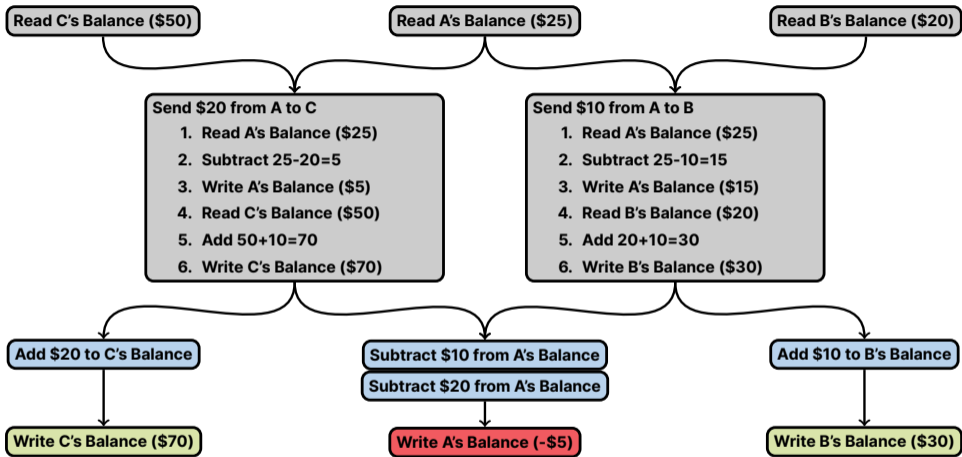 Read C's Balance ($50)
Read A's Balance ($25)
Read B's Balance ($20)
Send $20 from A to C
1. Read A's Balance ($25)
2. Subtract 25-20=5
3. Write A's Balance ($5)
4. Read C's Balance ($50)
5. Add 50+10=70
6. Write C's Balance ($70)
Send $10 from A to B
1. Read A's Balance ($25)
2. Subtract 25-10=15
3. Write A's Balance ($15)
4. Read B's Balance ($20)
5. Add 20+10=30
6. Write B's Balance ($30)
Add $20 to C's Balance
Subtract $10 from A's Balance
Subtract $20 from A's Balance
Add $10 to B's Balance
Write C's Balance ($70)
Write A's Balance (-$5)
Write B's Balance ($30)